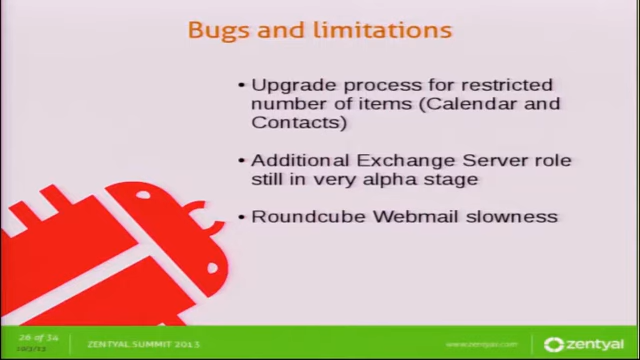 Bugs and limitations
• Upgrade process for restricted
number of items (Calendar and
Contacts)
• Additional Exchange Server role
still in very alpha stage
• Roundcube Webmail slowness
26 of 34
ZENTYAL SUMMIT 2013
www.zentyal.com
zentyal